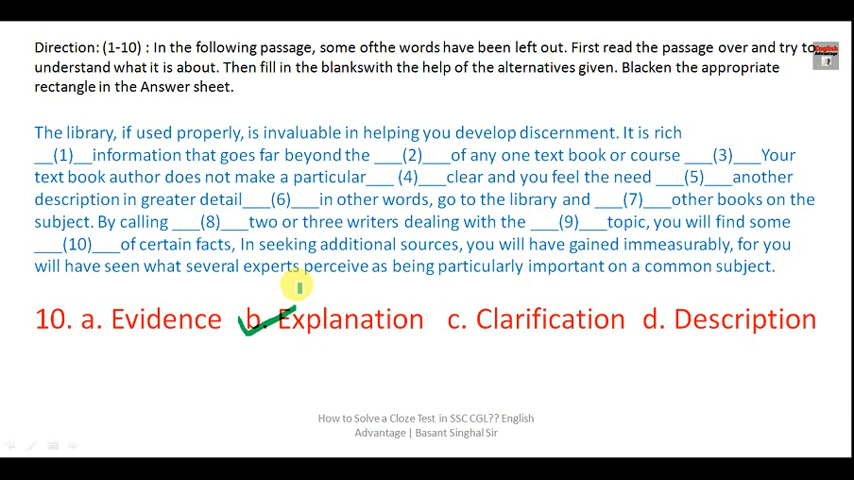 Direction: (1-10) : In the following passage, some ofthe words have been left out. First read the passage over and try to
understand what it is about. Then fill in the blankswith the help of the alternatives given. Blacken the appropriate
rectangle in the Answer sheet.
English
Advantage
The library, if used properly, is invaluable in helping you develop discernment. It is rich
__(1)__information that goes far beyond the ___(2)___of any one text book or course ___(3)___Your
text book author does not make a particular___ (4)___clear and you feel the need ___(5)___another
description in greater detail___(6)___in other words, go to the library and ___(7)___other books on the
subject. By calling ___(8)___two or three writers dealing with the ___(9)___topic, you will find some
___(10)___of certain facts, In seeking additional sources, you will have gained immeasurably, for you
will have seen what several experts perceive as being particularly important on a common subject.
10. a. Evidence b. Explanation c. Clarification d. Description
How to Solve a Cloze Test in SSC CGL?? English
Advantage | Basant Singhal Sir